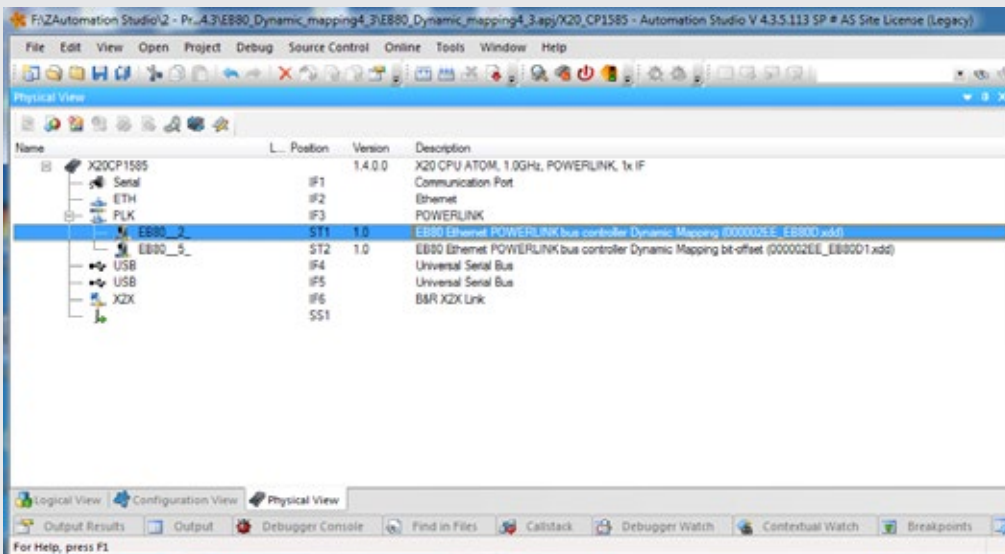 F:\ZAutomation Studio\2 - Pr...4.3\EB80_Dynamic_mapping4_3\EB80_Dynamic_mapping4_3.apj/X20_CP1585 - Automation Studio V 4.3.5.113 SP # AS Site License (Legacy)
File Edit View Open Project Debug Source Control Online Tools Window Help
Physical View
Name L... Position Version Description
X20CP1585 1.4.0.0 X20 CPU ATOM, 1.0GHz, POWERLINK, 1x IF
Serial IF1 Communication Port
ETH IF2 Ethernet
PLK IF3 POWERLINK
EB80__2_ ST1 1.0 EB80 Ethernet POWERLINK bus controller Dynamic Mapping (000002EE_EB80D.xdd)
EB80__5_ ST2 1.0 EB80 Ethernet POWERLINK bus controller Dynamic Mapping bit-offset (000002EE_EB80D1.xdd)
USB IF4 Universal Serial Bus
USB IF5 Universal Serial Bus
X2X IF6 B&R X2X Link
SS1
Logical View Configuration View Physical View
Output Results Output Debugger Console Find in Files Callstack Debugger Watch Contextual Watch Breakpoints
For Help, press F1